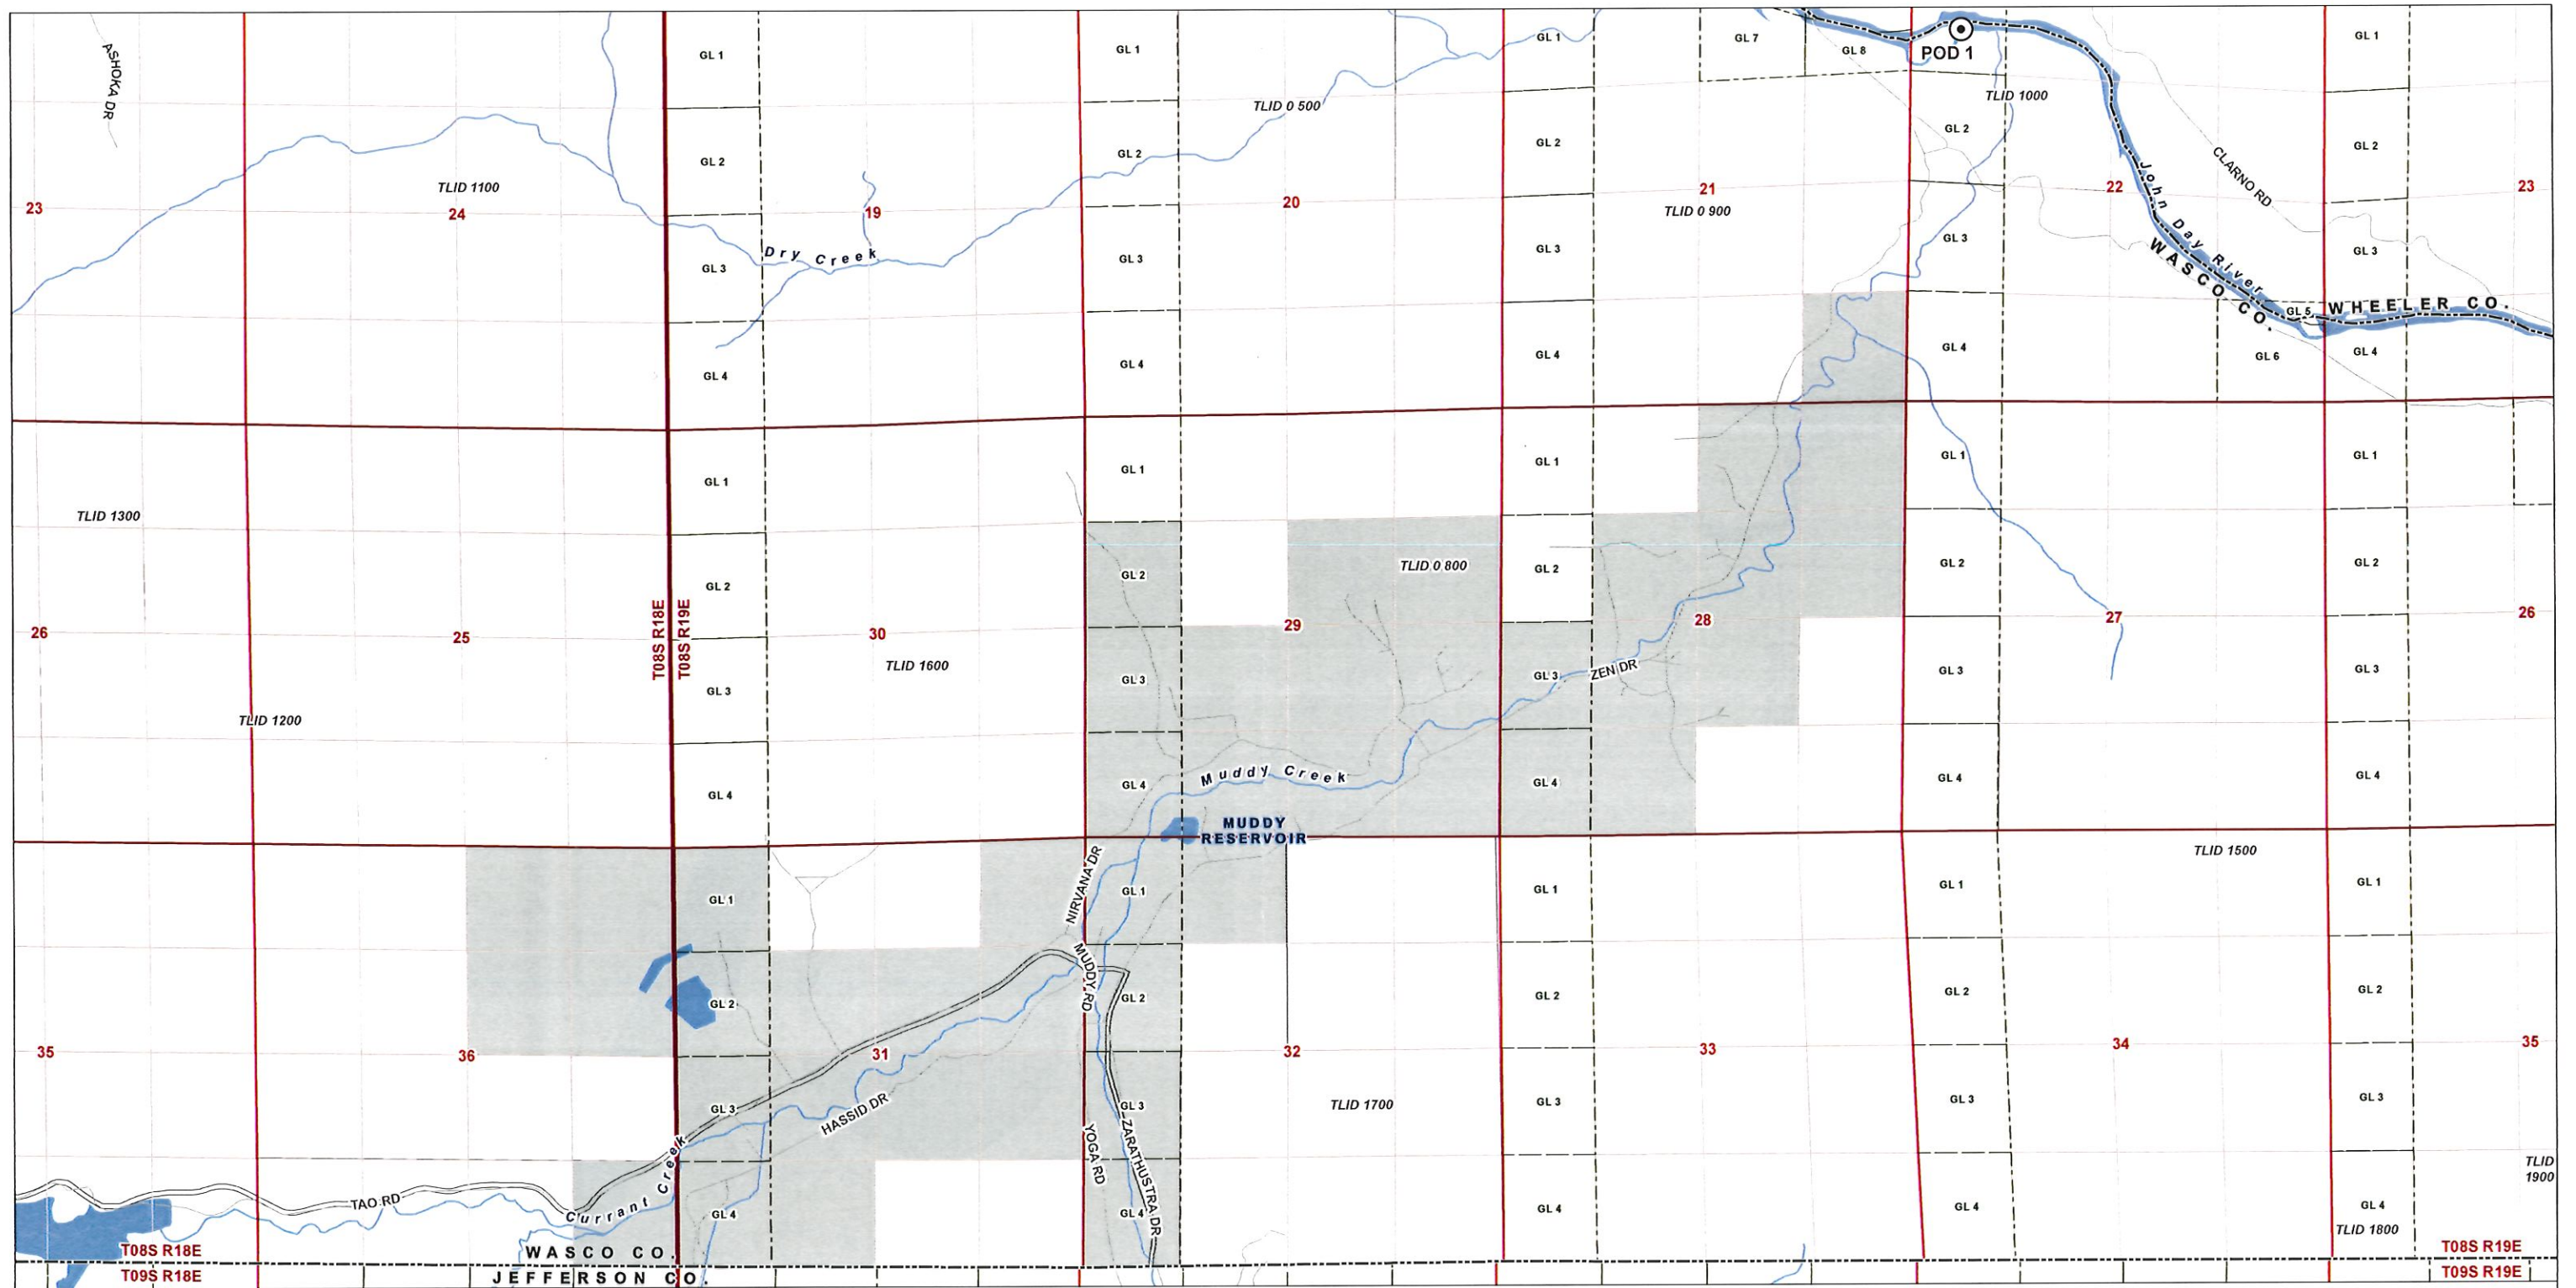 ASHOKA DR
GL 1
GL 1
GL 1
GL 7
GL 8
POD 1
GL 1
TLID 0 500
TLID 1000
GL 2
GL 2
GL 2
GL 2
GL 2
TLID 1100
23
24
19
20
21
22
23
TLID 0 900
CLARNO RD
John Day River
WASCO CO.
Dry Creek
GL 3
GL 3
GL 3
GL 3
GL 3
GL 5
WHEELER CO.
GL 4
GL 4
GL 4
GL 4
GL 6
GL 4
GL 1
GL 1
GL 1
GL 1
GL 1
TLID 1300
TLID 0 800
GL 2
GL 2
GL 2
GL 2
GL 2
T08S R18E
T08S R19E
26
25
30
29
28
27
26
TLID 1600
ZEN DR
GL 3
GL 3
GL 3
GL 3
GL 3
TLID 1200
Muddy Creek
GL 4
GL 4
GL 4
GL 4
GL 4
MUDDY
RESERVOIR
TLID 1500
NIRVANA DR
GL 1
GL 1
GL 1
GL 1
GL 1
MUDDY RD
GL 2
GL 2
GL 2
GL 2
GL 2
35
36
31
32
33
34
35
GL 3
HASSID DR
GL 3
TLID 1700
GL 3
GL 3
GL 3
YOGA RD
ZARATHUSTRA DR
TLID
1900
TAO RD
Currant Creek
GL 4
GL 4
GL 4
GL 4
GL 4
TLID 1800
T08S R18E
WASCO CO.
T08S R19E
T09S R18E
JEFFERSON CO.
T09S R19E